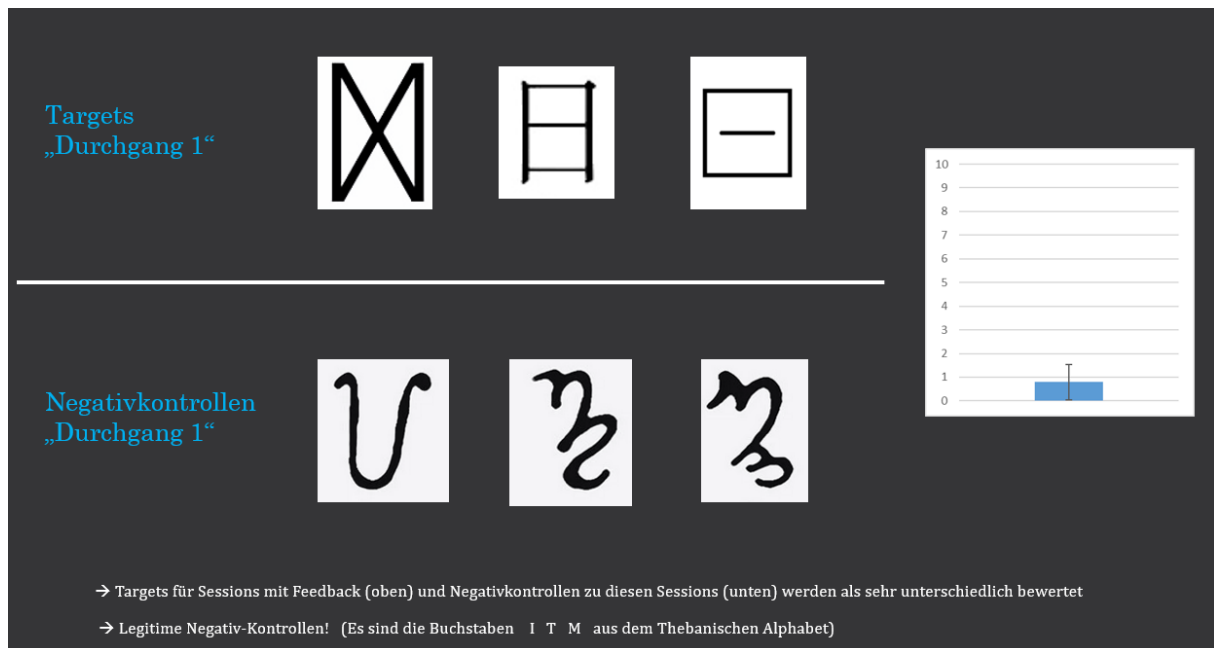 Targets
„Durchgang 1“
10
9
8
7
6
5
4
3
2
1
0
Negativkontrollen
„Durchgang 1“
→ Targets für Sessions mit Feedback (oben) und Negativkontrollen zu diesen Sessions (unten) werden als sehr unterschiedlich bewertet
→ Legitime Negativ-Kontrollen! (Es sind die Buchstaben I T M aus dem Thebanischen Alphabet)